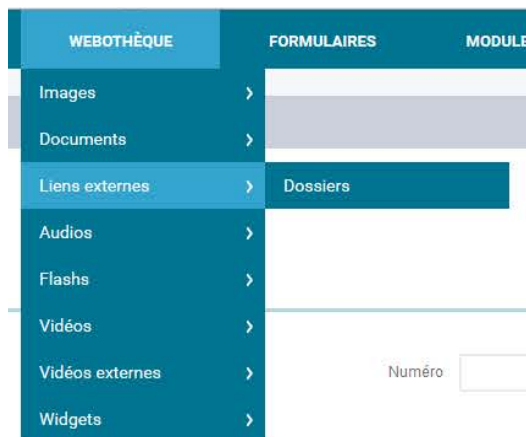 WEBOTHÈQUE FORMULAIRES MODULE
Images
Documents
Liens externes Dossiers
Audios
Flashs
Vidéos
Vidéos externes Numéro
Widgets